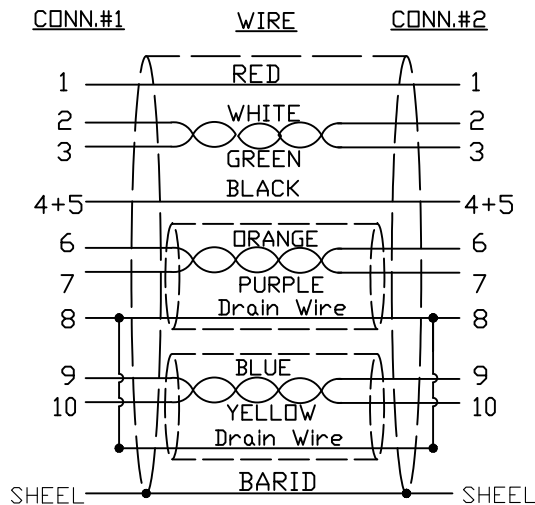 CONN.#1 WIRE CONN.#2
1 RED 1
2 WHITE 2
3 GREEN 3
4+5 BLACK 4+5
6 ORANGE 6
7 PURPLE 7
8 Drain Wire 8
9 BLUE 9
10 YELLOW 10
Drain Wire
SHEEL BARID SHEEL